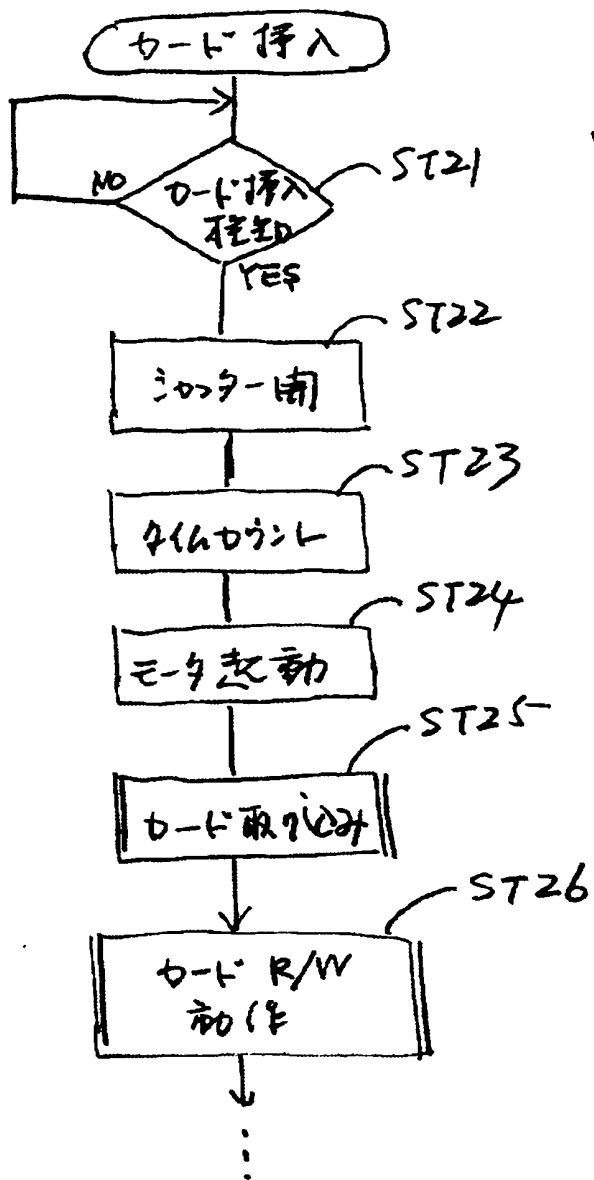 カード 挿入
NO
カード挿入
検知
ST21
YES
ST22
シャッター開
ST23
タイムカウント
ST24
モータ起動
ST25
カード取り込み
ST26
カード R/W
動作